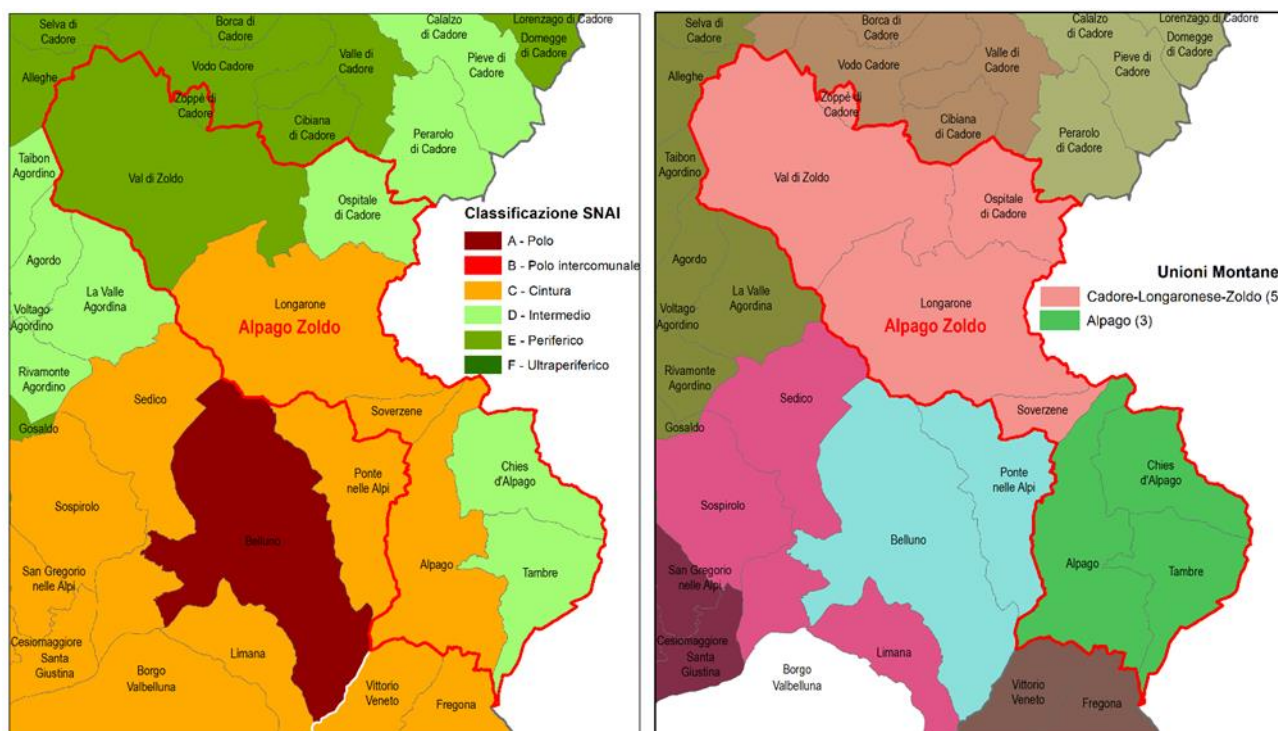 Selva di
Cadore
Borca di
Cadore
Calalzo
di Cadore
Lorenzago di Cadore
Domegge
di Cadore
Alleghe
Vodo Cadore
Valle di
Cadore
Pieve di
Cadore
Zoppè di
Cadore
Cibiana
di Cadore
Perarolo
di Cadore
Taibon
Agordino
Val di Zoldo
Ospitale
di Cadore
Agordo
La Valle
Agordina
Voltago
Agordino
Longarone
Alpago Zoldo
Rivamonte
Agordino
Sedico
Soverzene
Gosaldo
Ponte
nelle Alpi
Chies
d'Alpago
Sospirolo
Belluno
Alpago
Tambre
San Gregorio
nelle Alpi
Cesiomaggiore
Santa
Giustina
Limana
Borgo
Valbelluna
Vittorio
Veneto
Fregona
Classificazione SNAI
A - Polo
B - Polo intercomunale
C - Cintura
D - Intermedio
E - Periferico
F - Ultraperiferico
Selva di
Cadore
Borca di
Cadore
Calalzo
di Cadore
Lorenzago di Cadore
Domegge
di Cadore
Alleghe
Vodo Cadore
Valle di
Cadore
Pieve di
Cadore
Zoppè di
Cadore
Cibiana di
Cadore
Perarolo
di Cadore
Taibon
Agordino
Val di Zoldo
Ospitale
di Cadore
Agordo
La Valle
Agordina
Voltago
Agordino
Longarone
Alpago Zoldo
Rivamonte
Agordino
Sedico
Soverzene
Gosaldo
Ponte
nelle Alpi
Chies
d'Alpago
Sospirolo
Belluno
Alpago
Tambre
San Gregorio
nelle Alpi
Cesiomaggiore
Santa
Giustina
Limana
Borgo
Valbelluna
Vittorio
Veneto
Fregona
Unioni Montane
Cadore-Longaronese-Zoldo (5)
Alpago (3)